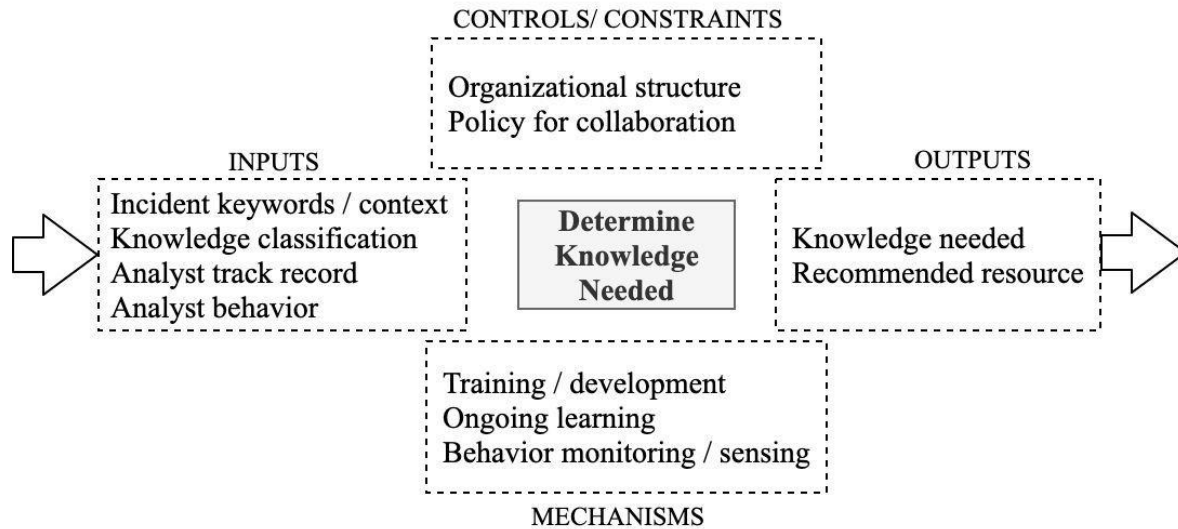 CONTROLS/ CONSTRAINTS
Organizational structure
Policy for collaboration
INPUTS
Incident keywords / context
Knowledge classification
Analyst track record
Analyst behavior
Determine
Knowledge
Needed
OUTPUTS
Knowledge needed
Recommended resource
Training / development
Ongoing learning
Behavior monitoring / sensing
MECHANISMS